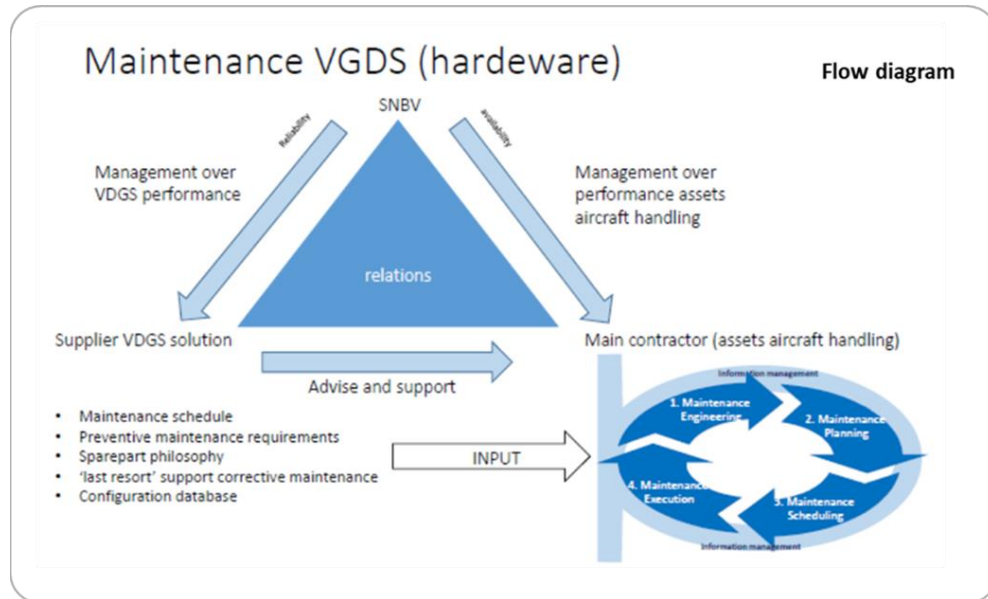 Maintenance VGDS (hardeware)
Flow diagram
SNBV
Reliability
availability
Management over
VDGS performance
Management over
performance assets
aircraft handling
relations
Supplier VDGS solution
Main contractor (assets aircraft handling)
Advise and support
• Maintenance schedule
• Preventive maintenance requirements
• Sparepart philosophy
• 'last resort' support corrective maintenance
• Configuration database
INPUT
Information management
1. Maintenance
Engineering
2. Maintenance
Planning
3. Maintenance
Scheduling
4. Maintenance
Execution
Information management